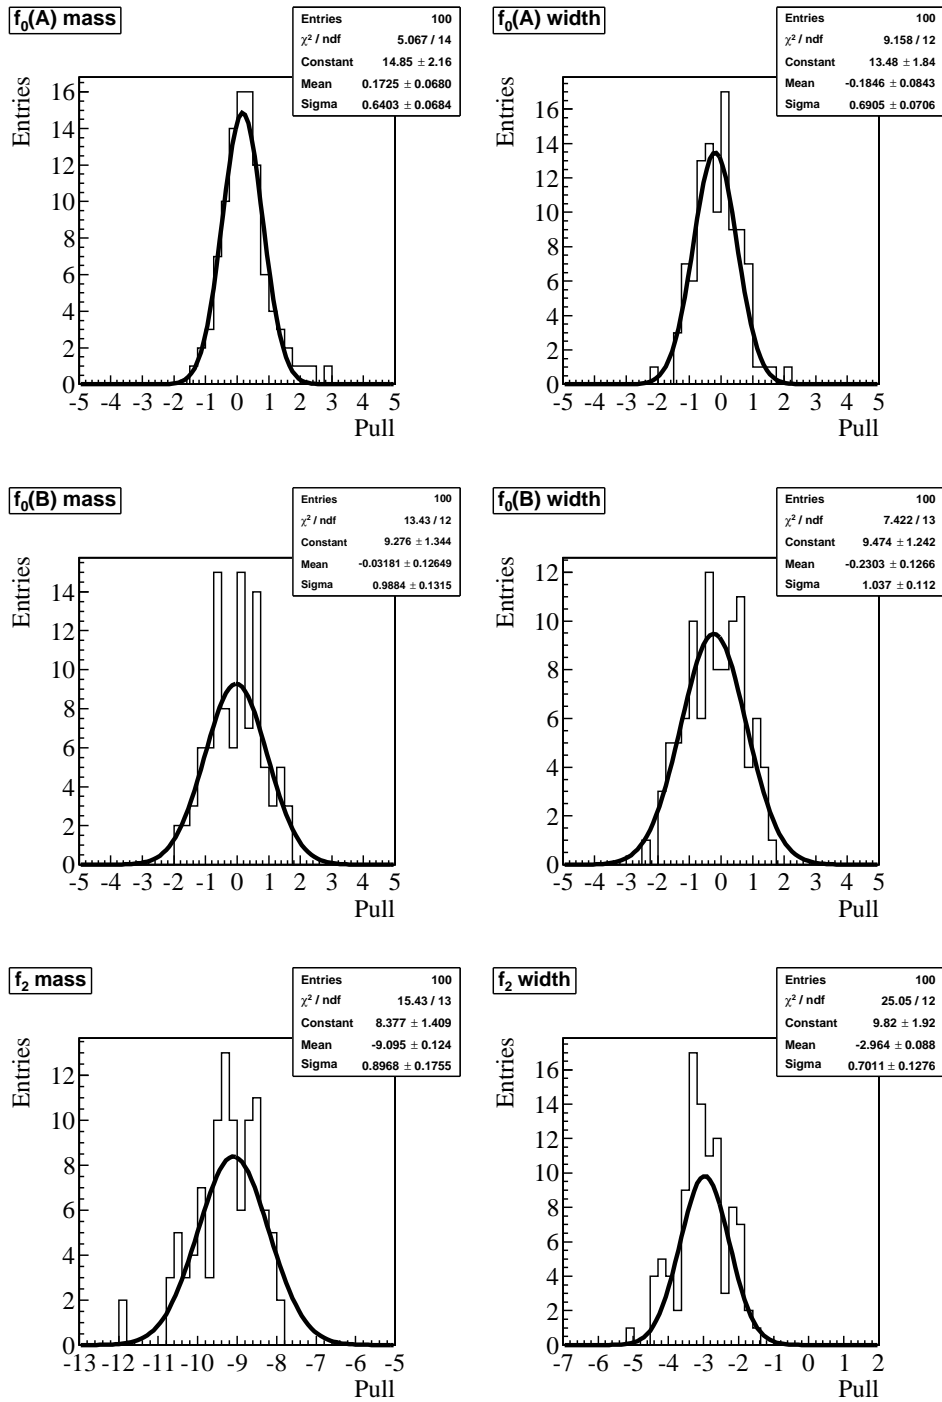 f0(A) mass
Entries 100
χ² / ndf 5.067 / 14
Constant 14.85 ± 2.16
Mean 0.1725 ± 0.0680
Sigma 0.6403 ± 0.0684
Entries
16
14
12
10
8
6
4
2
0
-5 -4 -3 -2 -1 0 1 2 3 4 5
Pull
f0(A) width
Entries 100
χ² / ndf 9.158 / 12
Constant 13.48 ± 1.84
Mean -0.1846 ± 0.0843
Sigma 0.6905 ± 0.0706
Entries
16
14
12
10
8
6
4
2
0
-5 -4 -3 -2 -1 0 1 2 3 4 5
Pull
f0(B) mass
Entries 100
χ² / ndf 13.43 / 12
Constant 9.276 ± 1.344
Mean -0.03181 ± 0.12649
Sigma 0.9884 ± 0.1315
Entries
14
12
10
8
6
4
2
0
-5 -4 -3 -2 -1 0 1 2 3 4 5
Pull
f0(B) width
Entries 100
χ² / ndf 7.422 / 13
Constant 9.474 ± 1.242
Mean -0.2303 ± 0.1266
Sigma 1.037 ± 0.112
Entries
12
10
8
6
4
2
0
-5 -4 -3 -2 -1 0 1 2 3 4 5
Pull
f2 mass
Entries 100
χ² / ndf 15.43 / 13
Constant 8.377 ± 1.409
Mean -9.095 ± 0.124
Sigma 0.8968 ± 0.1755
Entries
12
10
8
6
4
2
0
-13 -12 -11 -10 -9 -8 -7 -6 -5
Pull
f2 width
Entries 100
χ² / ndf 25.05 / 12
Constant 9.82 ± 1.92
Mean -2.964 ± 0.088
Sigma 0.7011 ± 0.1276
Entries
16
14
12
10
8
6
4
2
0
-7 -6 -5 -4 -3 -2 -1 0 1 2
Pull